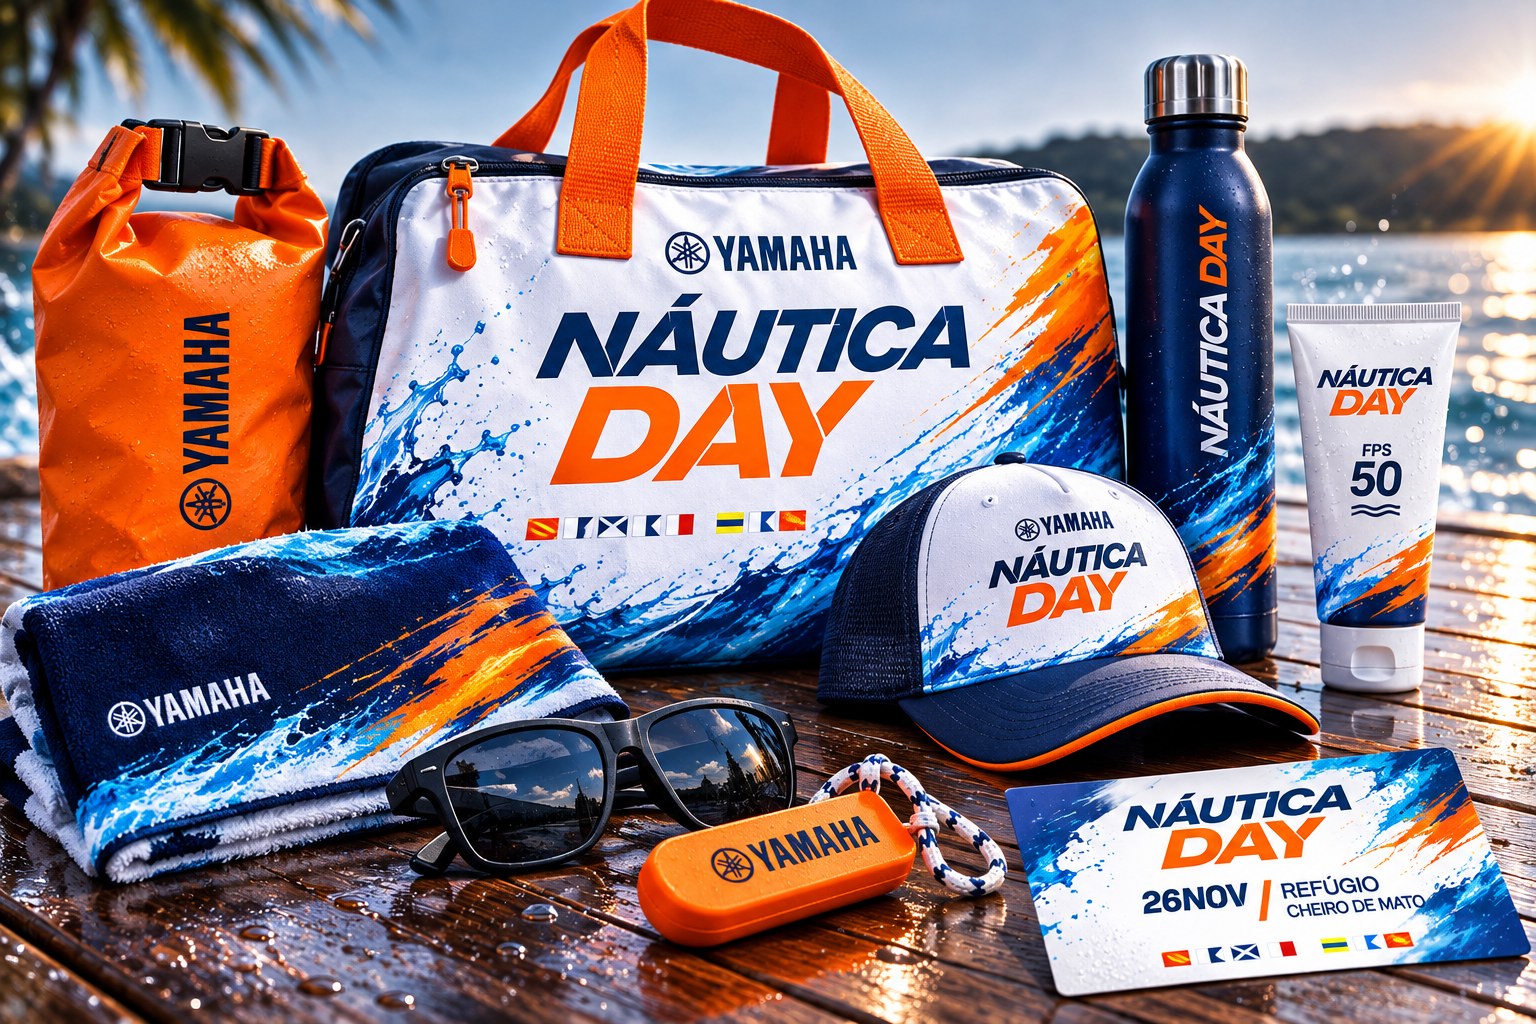 YAMAHA
YAMAHA
NÁUTICA
DAY
NÁUTICA DAY
NÁUTICA
DAY
FPS
50
YAMAHA
NÁUTICA
DAY
YAMAHA
YAMAHA
NÁUTICA
DAY
26NOV
REFÚGIO
CHEIRO DE MATO